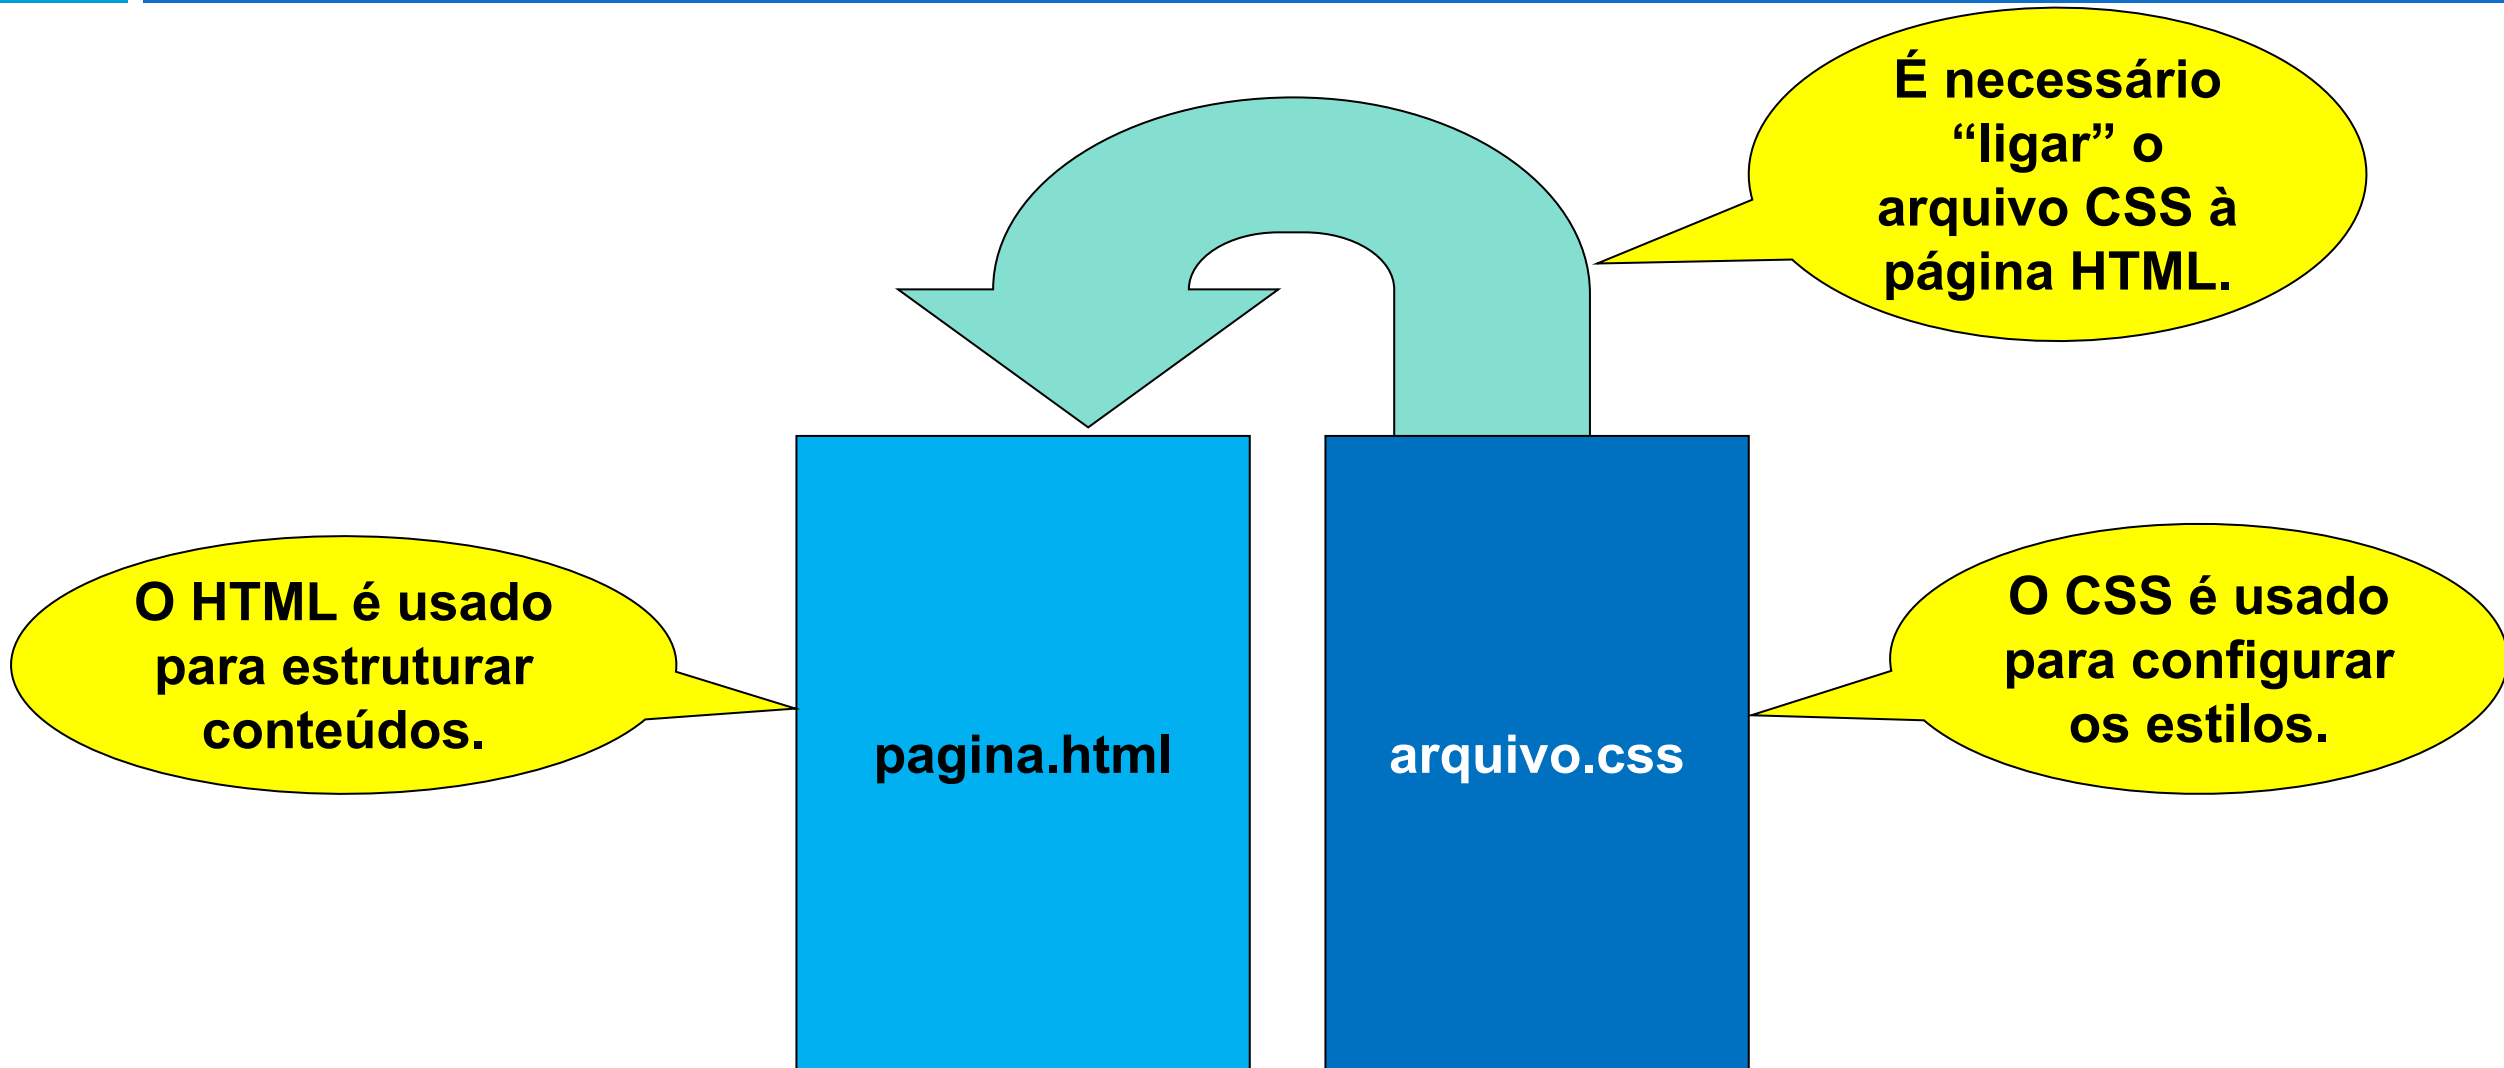 É necessário
“ligar” o
arquivo CSS à
página HTML.
O HTML é usado
para estruturar
conteúdos.
pagina.html
arquivo.css
O CSS é usado
para configurar
os estilos.